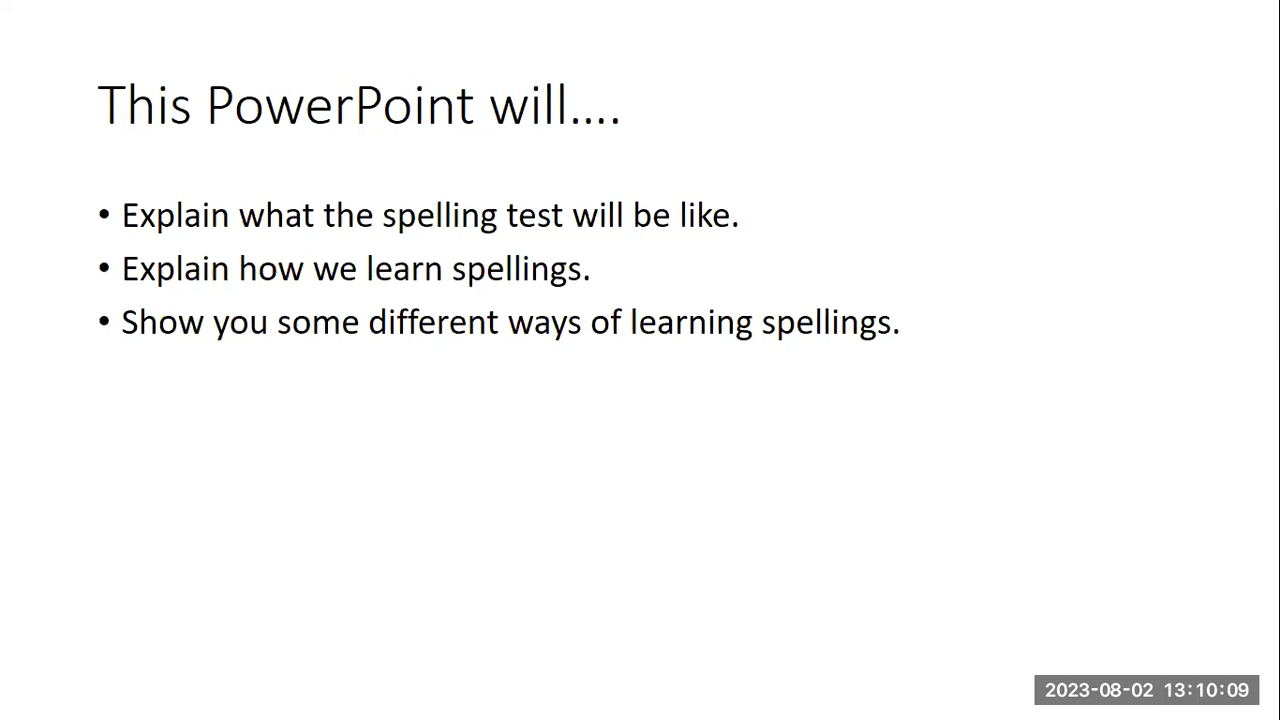 This PowerPoint will....
• Explain what the spelling test will be like.
• Explain how we learn spellings.
• Show you some different ways of learning spellings.
2023-08-02 13:10:09